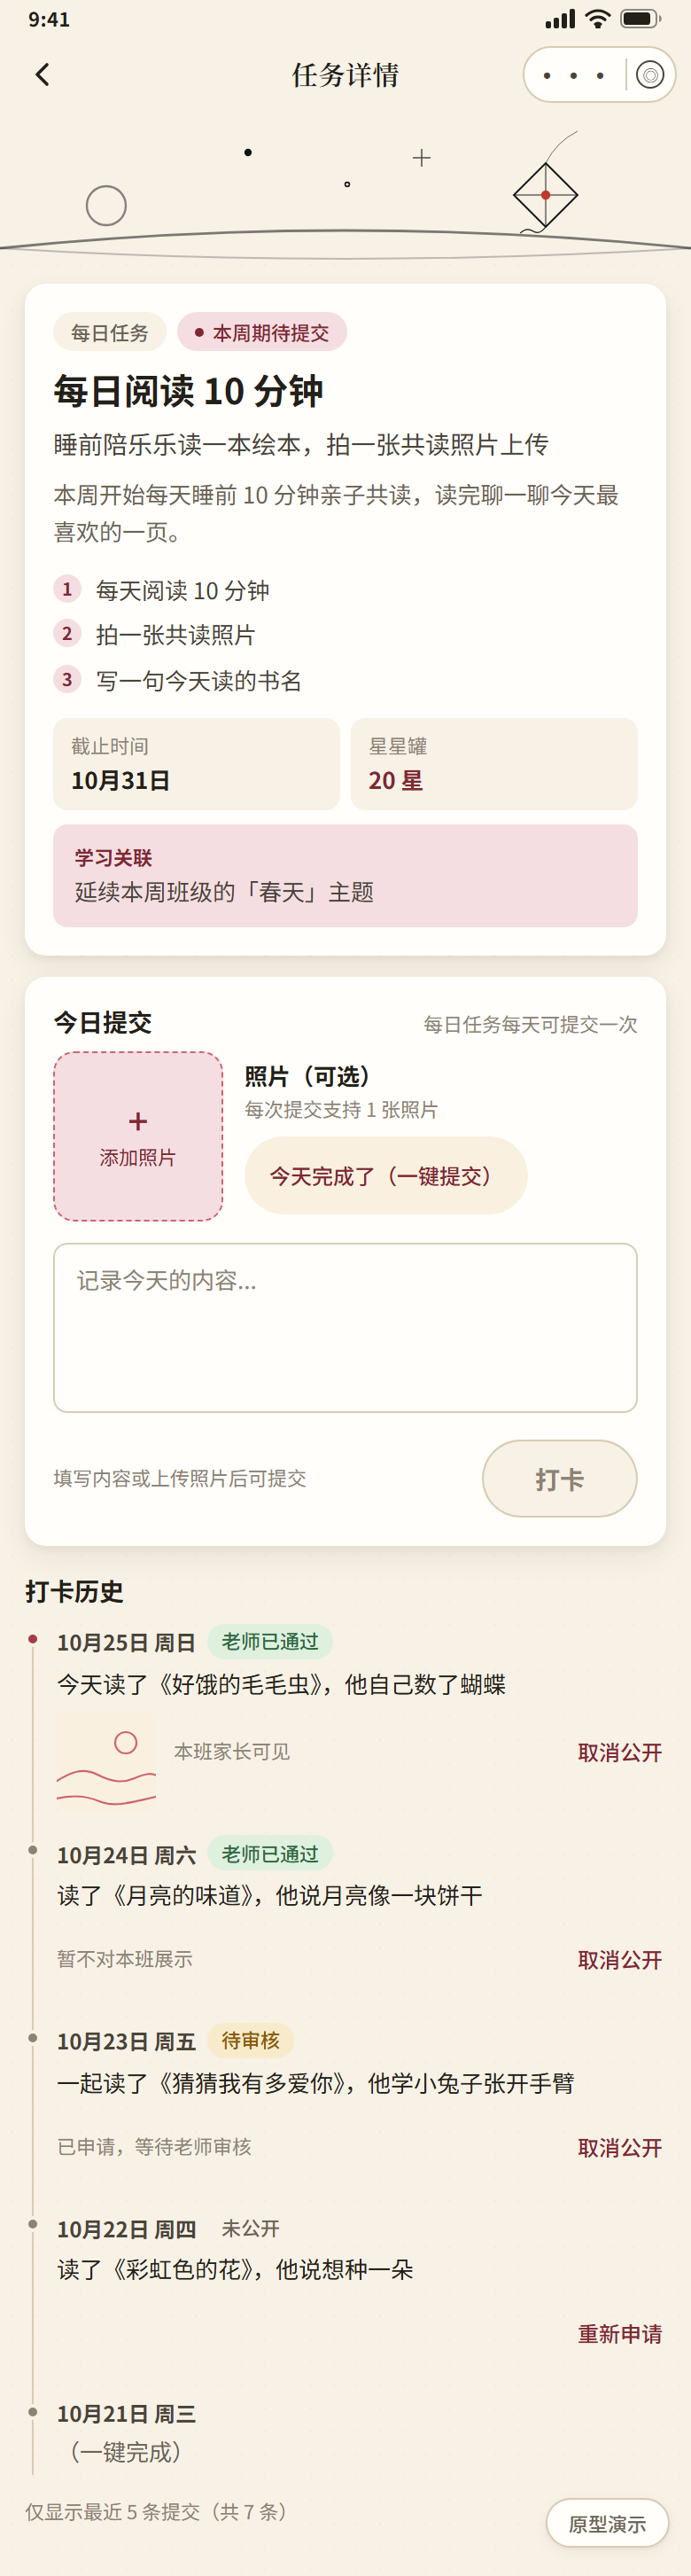 9:41
任务详情
每日任务
本周期待提交
每日阅读 10 分钟
睡前陪乐乐读一本绘本，拍一张共读照片上传
本周开始每天睡前 10 分钟亲子共读，读完聊一聊今天最
喜欢的一页。
1 每天阅读 10 分钟
2 拍一张共读照片
3 写一句今天读的书名
截止时间
10月31日
星星罐
20 星
学习关联
延续本周班级的「春天」主题
今日提交
每日任务每天可提交一次
+
添加照片
照片（可选）
每次提交支持 1 张照片
今天完成了（一键提交）
记录今天的内容...
填写内容或上传照片后可提交
打卡
打卡历史
10月25日 周日 老师已通过
今天读了《好饿的毛毛虫》，他自己数了蝴蝶
本班家长可见
取消公开
10月24日 周六 老师已通过
读了《月亮的味道》，他说月亮像一块饼干
暂不对本班展示
取消公开
10月23日 周五 待审核
一起读了《猜猜我有多爱你》，他学小兔子张开手臂
已申请，等待老师审核
取消公开
10月22日 周四 未公开
读了《彩虹色的花》，他说想种一朵
重新申请
10月21日 周三
（一键完成）
仅显示最近 5 条提交（共 7 条）
原型演示